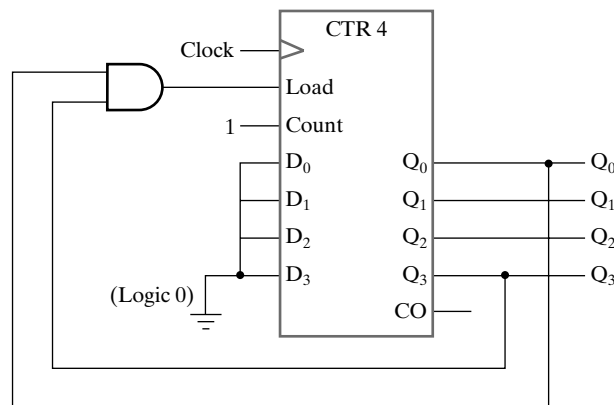 CTR 4
Clock
Load
1 Count
D₀ Q₀ Q₀
D₁ Q₁ Q₁
D₂ Q₂ Q₂
D₃ Q₃ Q₃
(Logic 0)
CO